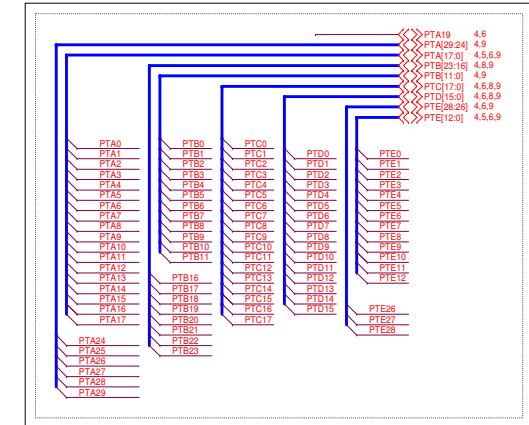 PTA19 4,6
PTA[29:24] 4,9
PTA[17:0] 4,5,6,9
PTB[23:16] 4,8,9
PTB[11:0] 4,9
PTC[17:0] 4,6,8,9
PTD[15:0] 4,6,8,9
PTE[28:26] 4,6,9
PTE[12:0] 4,5,6,9
PTA0
PTA1
PTA2
PTA3
PTA4
PTA5
PTA6
PTA7
PTA8
PTA9
PTA10
PTA11
PTA12
PTA13
PTA14
PTA15
PTA16
PTA17
PTA24
PTA25
PTA26
PTA27
PTA28
PTA29
PTB0
PTB1
PTB2
PTB3
PTB4
PTB5
PTB6
PTB7
PTB8
PTB9
PTB10
PTB11
PTB16
PTB17
PTB18
PTB19
PTB20
PTB21
PTB22
PTB23
PTC0
PTC1
PTC2
PTC3
PTC4
PTC5
PTC6
PTC7
PTC8
PTC9
PTC10
PTC11
PTC12
PTC13
PTC14
PTC15
PTC16
PTC17
PTD0
PTD1
PTD2
PTD3
PTD4
PTD5
PTD6
PTD7
PTD8
PTD9
PTD10
PTD11
PTD12
PTD13
PTD14
PTD15
PTE0
PTE1
PTE2
PTE3
PTE4
PTE5
PTE6
PTE7
PTE8
PTE9
PTE10
PTE11
PTE12
PTE26
PTE27
PTE28